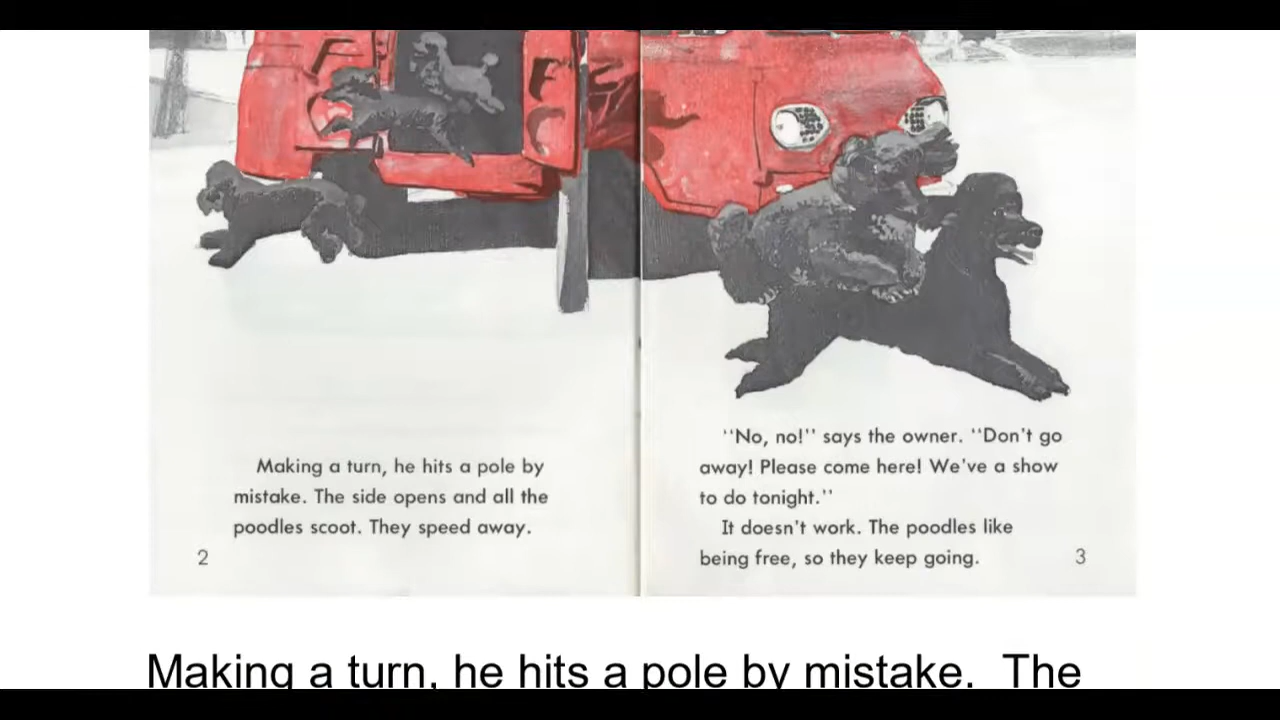 Making a turn, he hits a pole by
mistake. The side opens and all the
poodles scoot. They speed away.
2
"No, no!" says the owner. "Don't go
away! Please come here! We've a show
to do tonight."
It doesn't work. The poodles like
being free, so they keep going.
3
Making a turn, he hits a pole by mistake.  The